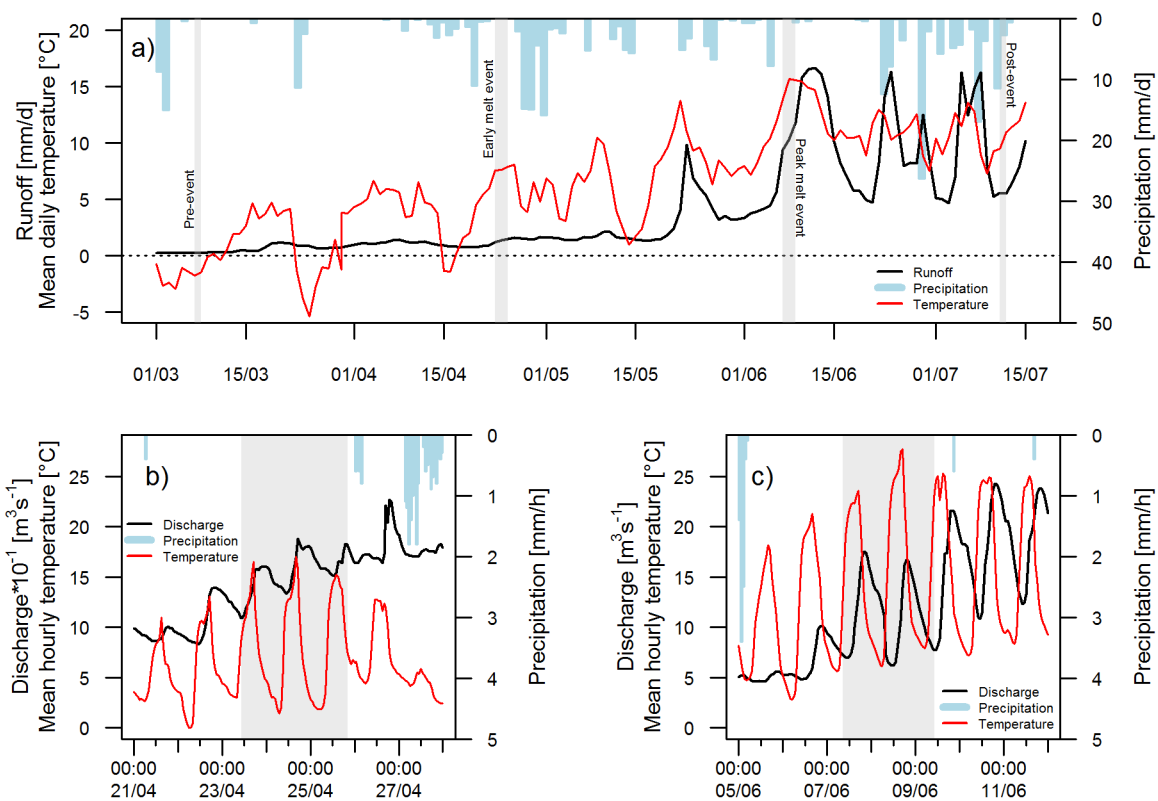 a)
Runoff [mm/d]
Mean daily temperature [°C]
20
15
10
5
0
-5
Pre-event
Early melt event
Peak melt event
Post-event
Runoff
Precipitation
Temperature
0
10
20
30
40
50
Precipitation [mm/d]
01/03 15/03 01/04 15/04 01/05 15/05 01/06 15/06 01/07 15/07
b)
Discharge*10⁻¹ [m³s⁻¹]
Mean hourly temperature [°C]
25
20
15
10
5
0
Discharge
Precipitation
Temperature
0
1
2
3
4
5
Precipitation [mm/h]
00:00 00:00 00:00 00:00
21/04 23/04 25/04 27/04
c)
Discharge [m³s⁻¹]
Mean hourly temperature [°C]
25
20
15
10
5
0
Discharge
Precipitation
Temperature
0
1
2
3
4
5
Precipitation [mm/h]
00:00 00:00 00:00 00:00
05/06 07/06 09/06 11/06